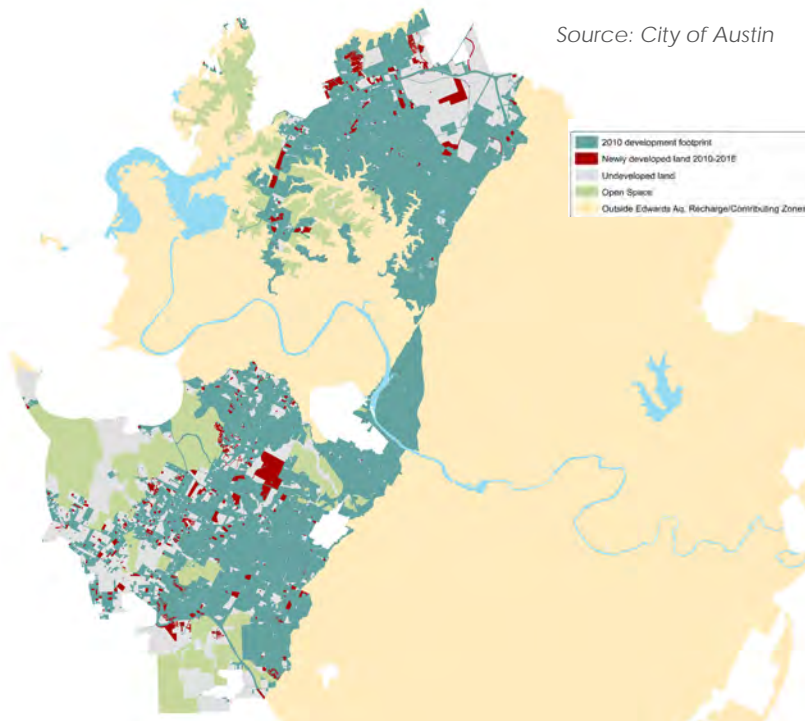 Source: City of Austin
2010 development footprint
Newly developed land 2010-2016
Undeveloped land
Open Space
Outside Edwards Aq. Recharge/Contributing Zones